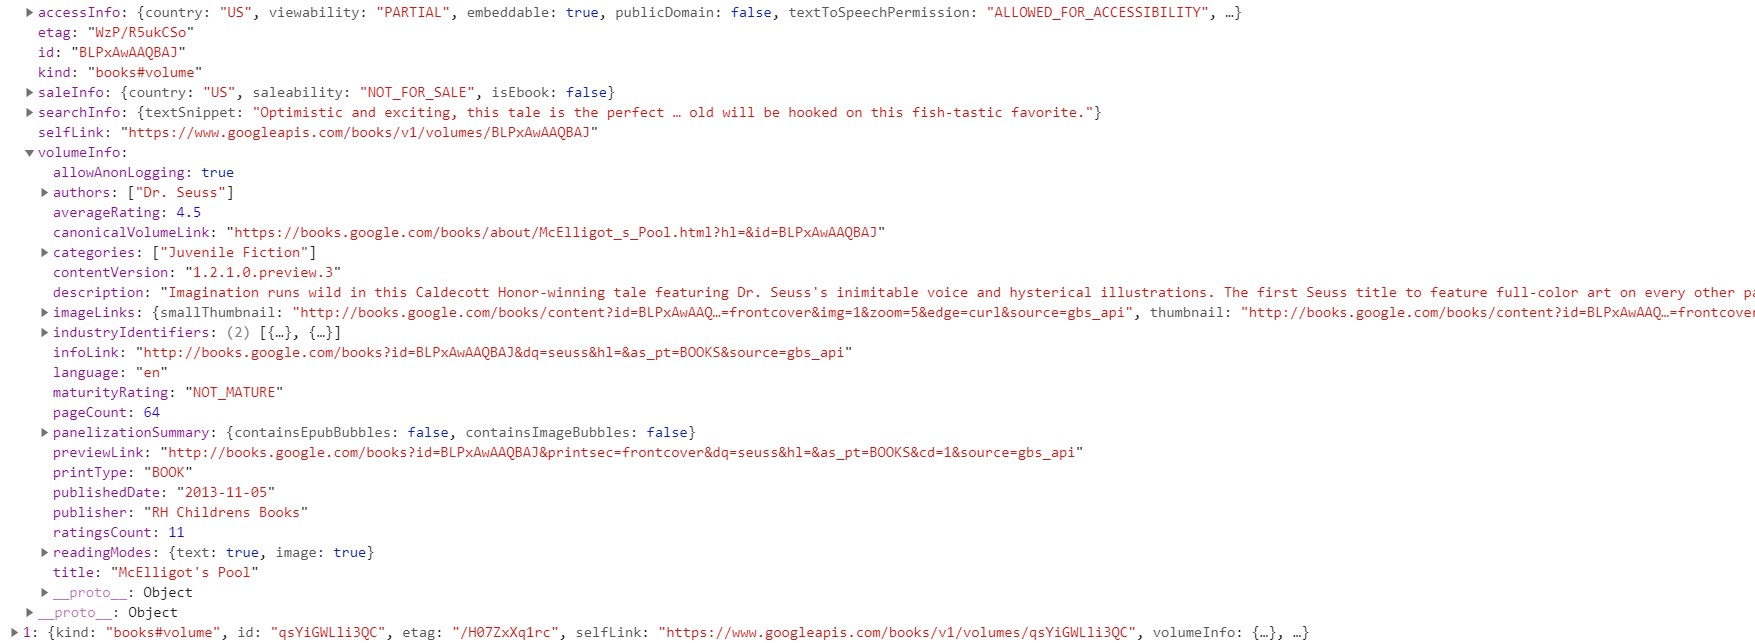 accessInfo: {country: "US", viewability: "PARTIAL", embeddable: true, publicDomain: false, textToSpeechPermission: "ALLOWED_FOR_ACCESSIBILITY", …}
etag: "WzP/R5ukCSo"
id: "BLPxAwAAQBAJ"
kind: "books#volume"
saleInfo: {country: "US", saleability: "NOT_FOR_SALE", isEbook: false}
searchInfo: {textSnippet: "Optimistic and exciting, this tale is the perfect … old will be hooked on this fish-tastic favorite."}
selfLink: "https://www.googleapis.com/books/v1/volumes/BLPxAwAAQBAJ"
volumeInfo:
allowAnonLogging: true
authors: ["Dr. Seuss"]
averageRating: 4.5
canonicalVolumeLink: "https://books.google.com/books/about/McElligot_s_Pool.html?hl=&id=BLPxAwAAQBAJ"
categories: ["Juvenile Fiction"]
contentVersion: "1.2.1.0.preview.3"
description: "Imagination runs wild in this Caldecott Honor-winning tale featuring Dr. Seuss's inimitable voice and hysterical illustrations. The first Seuss title to feature full-color art on every other pa
imageLinks: {smallThumbnail: "http://books.google.com/books/content?id=BLPxAwAAQ…=frontcover&img=1&zoom=5&edge=curl&source=gbs_api", thumbnail: "http://books.google.com/books/content?id=BLPxAwAAQ…=frontcover
industryIdentifiers: (2) [{…}, {…}]
infoLink: "http://books.google.com/books?id=BLPxAwAAQBAJ&dq=seuss&hl=&as_pt=BOOKS&source=gbs_api"
language: "en"
maturityRating: "NOT_MATURE"
pageCount: 64
panelizationSummary: {containsEpubBubbles: false, containsImageBubbles: false}
previewLink: "http://books.google.com/books?id=BLPxAwAAQBAJ&printsec=frontcover&dq=seuss&hl=&as_pt=BOOKS&cd=1&source=gbs_api"
printType: "BOOK"
publishedDate: "2013-11-05"
publisher: "RH Childrens Books"
ratingsCount: 11
readingModes: {text: true, image: true}
title: "McElligot's Pool"
__proto__: Object
__proto__: Object
1: {kind: "books#volume", id: "qsYiGWLli3QC", etag: "/H07ZxXq1rc", selfLink: "https://www.googleapis.com/books/v1/volumes/qsYiGWLli3QC", volumeInfo: {…}, …}